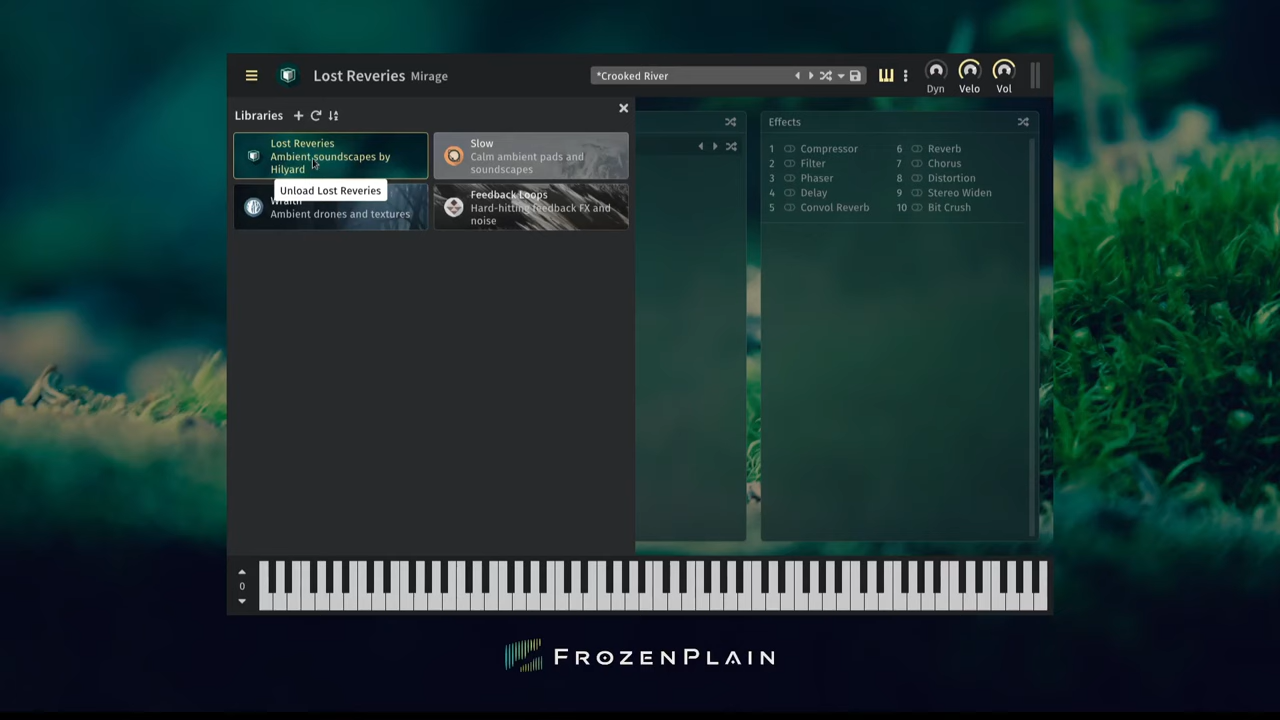 Lost Reveries Mirage
*Crooked River
Dyn
Velo
Vol
Libraries
Lost Reveries
Ambient soundscapes by
Hilyard
Slow
Calm ambient pads and
soundscapes
Unload Lost Reveries
Wraith
Ambient drones and textures
Feedback Loops
Hard-hitting feedback FX and
noise
Effects
1 Compressor
2 Filter
3 Phaser
4 Delay
5 Convol Reverb
6 Reverb
7 Chorus
8 Distortion
9 Stereo Widen
10 Bit Crush
0
FROZENPLAIN